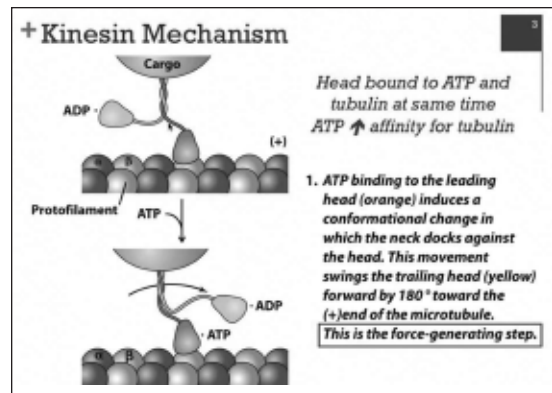 + Kinesin Mechanism
3
Cargo
ADP
(+)
α β
Protofilament
ATP
ADP
ATP
α β
Head bound to ATP and
tubulin at same time
ATP ↑ affinity for tubulin
1. ATP binding to the leading
head (orange) induces a
conformational change in
which the neck docks against
the head. This movement
swings the trailing head (yellow)
forward by 180° toward the
(+)end of the microtubule.
This is the force-generating step.